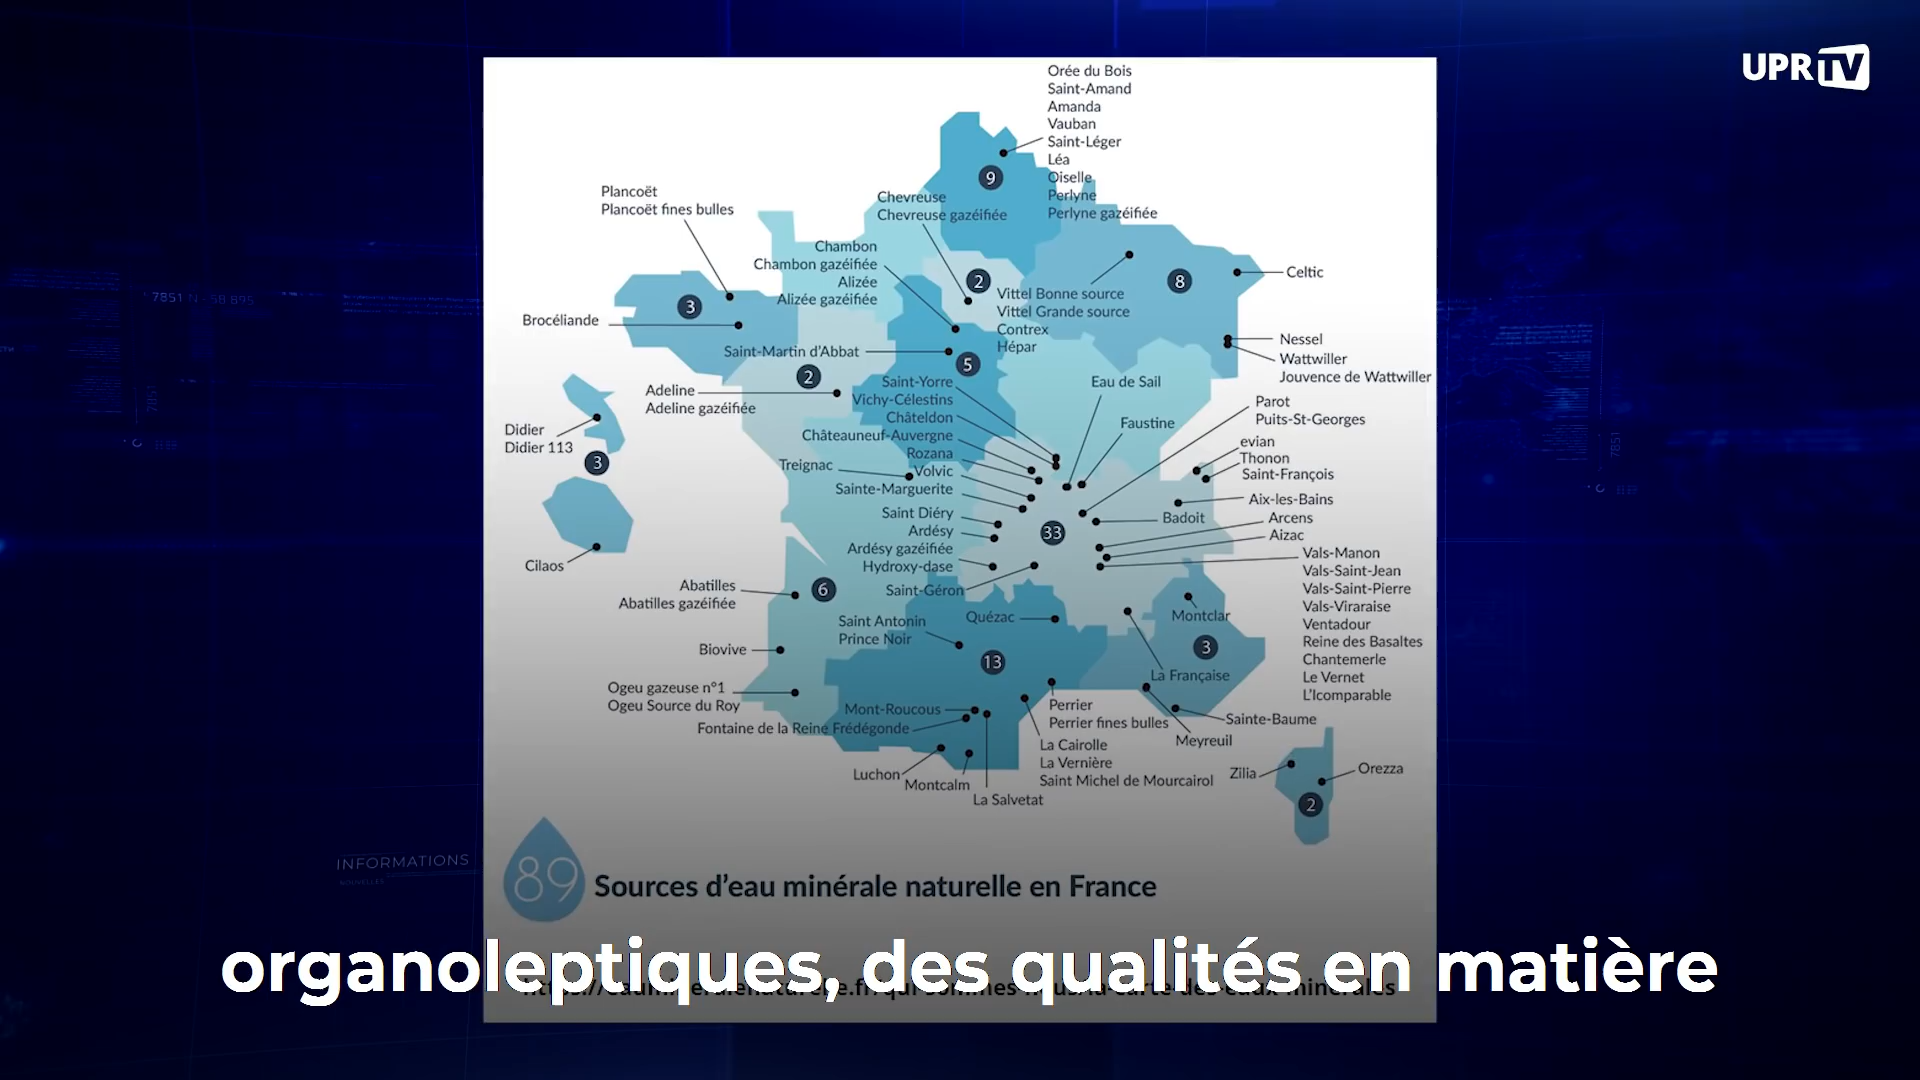 UPR TV
Orée du Bois
Saint-Amand
Amanda
Vauban
Saint-Léger
Léa
Oiselle
Perlyne
Perlyne gazéifiée
9
Plancoët
Plancoët fines bulles
Chevreuse
Chevreuse gazéifiée
Chambon
Chambon gazéifiée
Alizée
Alizée gazéifiée
2
Vittel Bonne source
Vittel Grande source
Contrex
Hépar
8
Celtic
3
Brocéliande
Nessel
Wattwiller
Jouvence de Wattwiller
Saint-Martin d'Abbat
5
2
Adeline
Adeline gazéifiée
Saint-Yorre
Vichy-Célestins
Châteldon
Châteauneuf-Auvergne
Rozana
Volvic
Sainte-Marguerite
Treignac
Eau de Sail
Faustine
Parot
Puits-St-Georges
evian
Thonon
Saint-François
Aix-les-Bains
Didier
Didier 113
3
Cilaos
Saint Diéry
Ardésy
Ardésy gazéifiée
Hydroxy-dase
Saint-Géron
33
Badoit
Arcens
Aizac
Vals-Manon
Vals-Saint-Jean
Vals-Saint-Pierre
Vals-Viraraise
Ventadour
Reine des Basaltes
Chantemerle
Le Vernet
L'Icomparable
Abatilles
Abatilles gazéifiée
6
Saint Antonin
Prince Noir
Quézac
Montclar
3
La Française
Biovive
13
Ogeu gazeuse n°1
Ogeu Source du Roy
Mont-Roucous
Fontaine de la Reine Frédégonde
Perrier
Perrier fines bulles
Sainte-Baume
Meyreuil
La Cairolle
La Vernière
Saint Michel de Mourcairol
Luchon
Montcalm
La Salvetat
Zilia
Orezza
2
INFORMATIONS
89
Sources d'eau minérale naturelle en France
organoleptiques, des qualités en matière